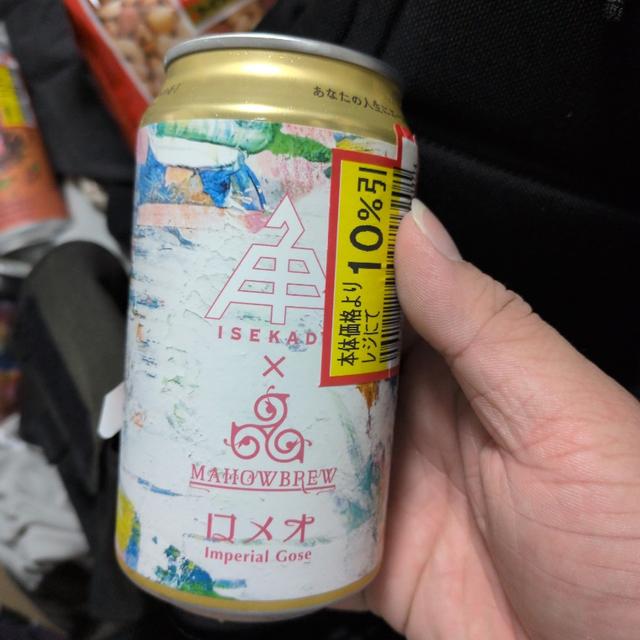 あなたの人生に
本体価格より
レジにて
10%引
ISEKAD
×
MAHOWBREW
ロメオ
Imperial Gose